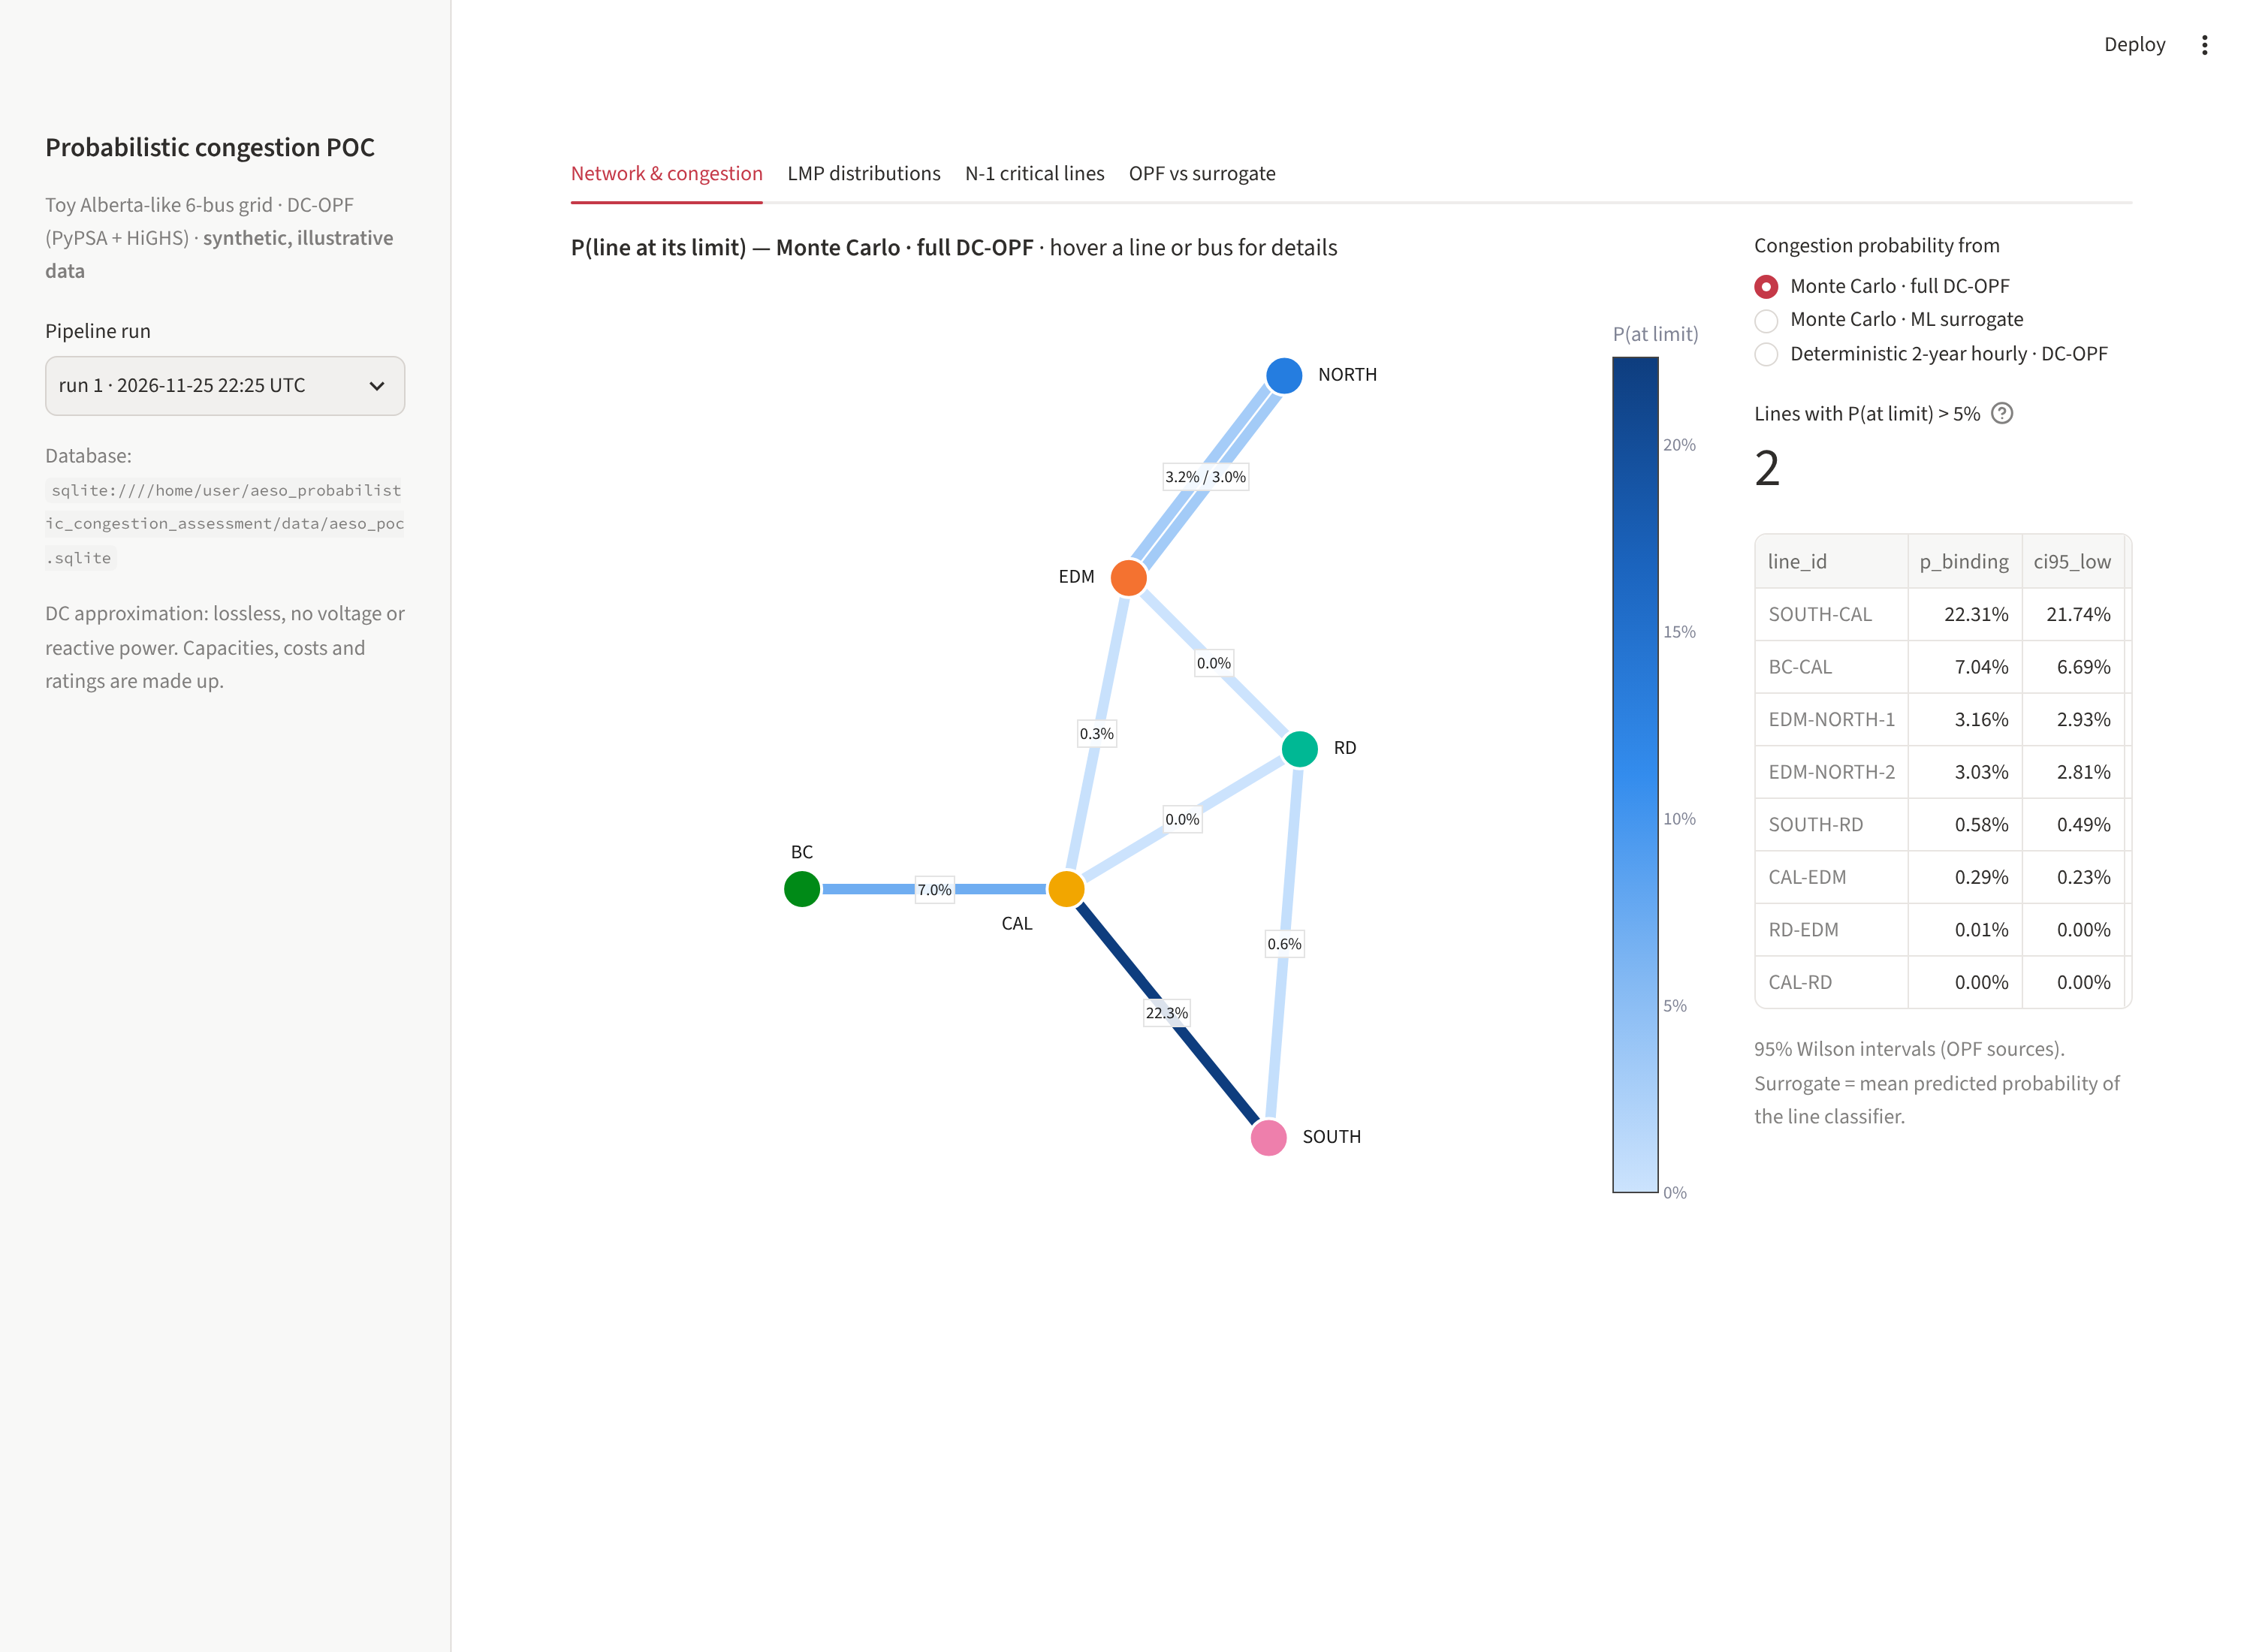 Deploy
Probabilistic congestion POC
Toy Alberta-like 6-bus grid · DC-OPF
(PyPSA + HiGHS) · synthetic, illustrative
data
Pipeline run
run 1 · 2026-11-25 22:25 UTC
Database:
sqlite:////home/user/aeso_probabilist
ic_congestion_assessment/data/aeso_poc
.sqlite
DC approximation: lossless, no voltage or
reactive power. Capacities, costs and
ratings are made up.
Network & congestion LMP distributions N-1 critical lines OPF vs surrogate
P(line at its limit) — Monte Carlo · full DC-OPF · hover a line or bus for details
NORTH
3.2% / 3.0%
EDM
0.0%
0.3%
RD
0.0%
BC
7.0%
CAL
0.6%
22.3%
SOUTH
P(at limit)
20%
15%
10%
5%
0%
Congestion probability from
Monte Carlo · full DC-OPF
Monte Carlo · ML surrogate
Deterministic 2-year hourly · DC-OPF
Lines with P(at limit) > 5%
2
line_id p_binding ci95_low
SOUTH-CAL 22.31% 21.74%
BC-CAL 7.04% 6.69%
EDM-NORTH-1 3.16% 2.93%
EDM-NORTH-2 3.03% 2.81%
SOUTH-RD 0.58% 0.49%
CAL-EDM 0.29% 0.23%
RD-EDM 0.01% 0.00%
CAL-RD 0.00% 0.00%
95% Wilson intervals (OPF sources).
Surrogate = mean predicted probability of
the line classifier.